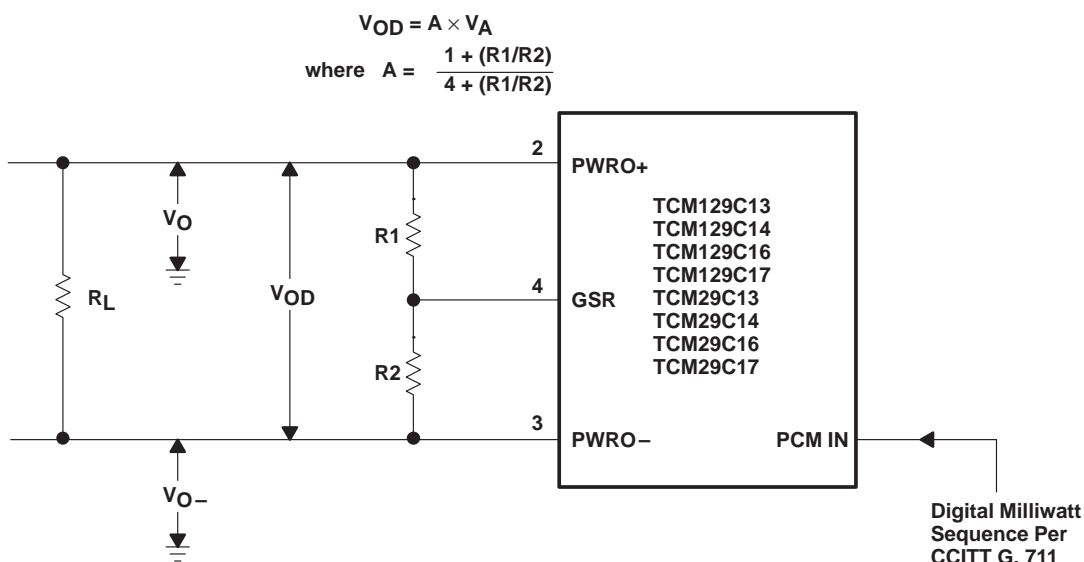 VOD = A × VA
where A = 1 + (R1/R2)
4 + (R1/R2)
2
PWRO+
TCM129C13
TCM129C14
TCM129C16
TCM129C17
TCM29C13
TCM29C14
TCM29C16
TCM29C17
VO
R1
RL
VOD
4
GSR
R2
3
PWRO–
PCM IN
VO–
Digital Milliwatt
Sequence Per
CCITT G. 711